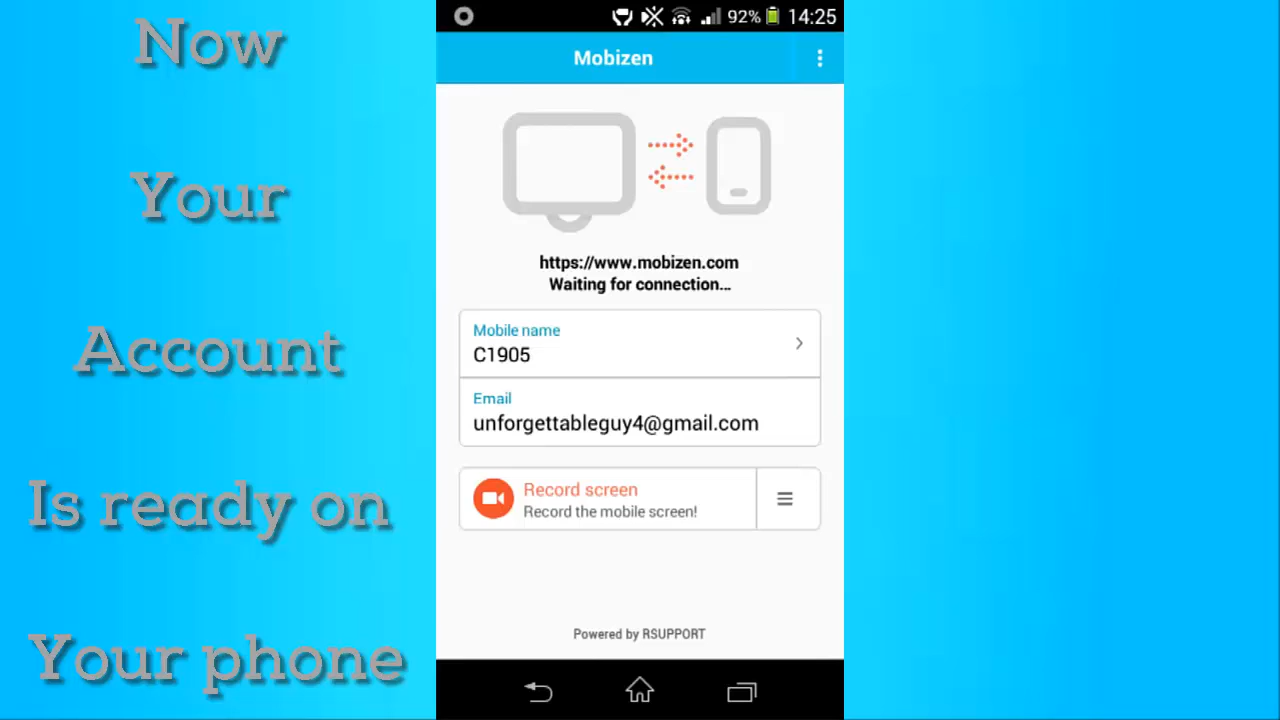 Now
Your
Account
Is ready on
Your phone
92% 14:25
Mobizen
https://www.mobizen.com
Waiting for connection...
Mobile name
C1905
Email
unforgettableguy4@gmail.com
Record screen
Record the mobile screen!
Powered by RSUPPORT